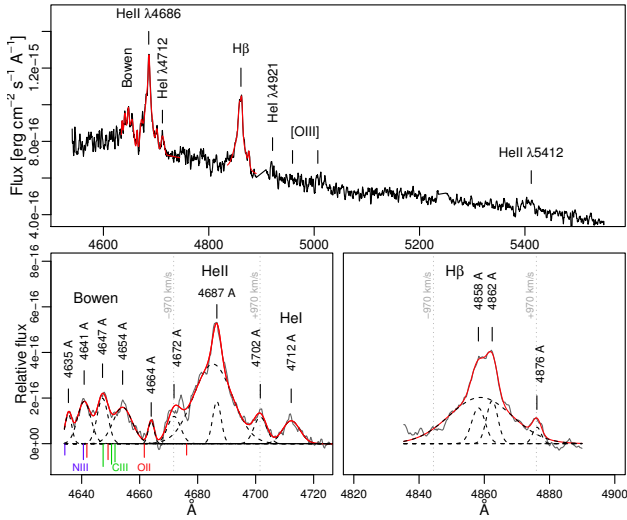 HeII λ4686
Bowen
HeI λ4712
Hβ
HeI λ4921
[OIII]
HeII λ5412
Flux [erg cm−2 s−1 A−1]
1.2e-15
8.0e-16
4.0e-16
4600 4800 5000 5200 5400
Relative flux
8e-16
6e-16
4e-16
2e-16
0e+00
Bowen
HeII
HeI
−970 km/s
+970 km/s
4635 A
4641 A
4647 A
4654 A
4664 A
4672 A
4687 A
4702 A
4712 A
NIII CIII OII
4640 4660 4680 4700 4720
Å
Hβ
−970 km/s
+970 km/s
4858 A
4862 A
4876 A
4820 4840 4860 4880 4900
Å